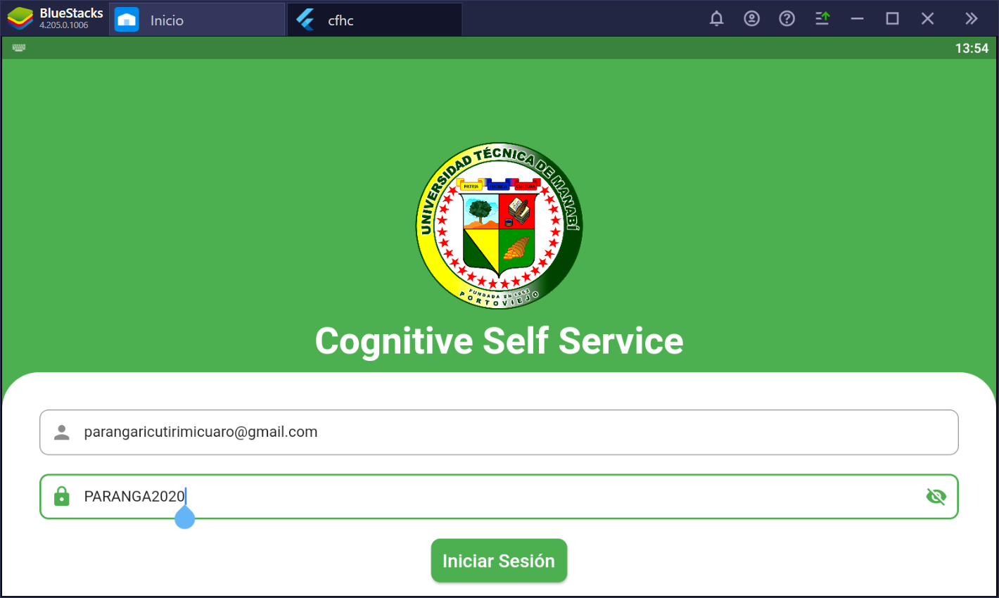 BlueStacks
4.205.0.1006
Inicio
cfhc
13:54
UNIVERSIDAD TÉCNICA DE MANABÍ
PATRIA TÉCNICA CULTURA
FUNDADA EN 1952
PORTOVIEJO
Cognitive Self Service
parangaricutirimicuaro@gmail.com
PARANGA2020
Iniciar Sesión